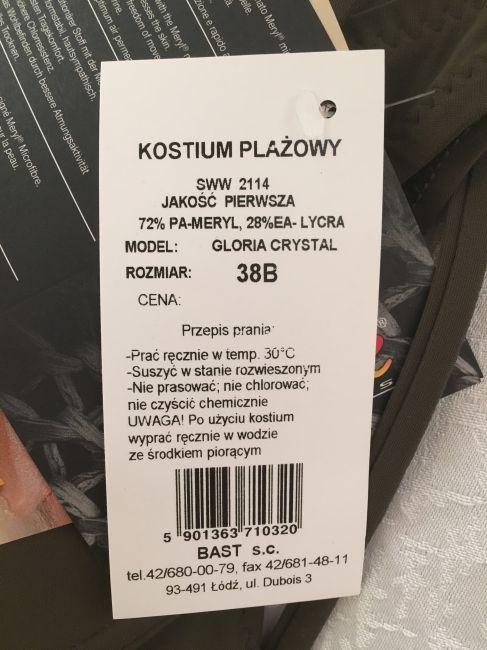 KOSTIUM PLAŻOWY
SWW 2114
JAKOŚĆ PIERWSZA
72% PA-MERYL, 28%EA- LYCRA
MODEL: GLORIA CRYSTAL
ROZMIAR: 38B
CENA:
Przepis prania:
-Prać ręcznie w temp. 30°C
-Suszyć w stanie rozwieszonym
-Nie prasować; nie chlorować;
nie czyścić chemicznie
UWAGA! Po użyciu kostium
wyprać ręcznie w wodzie
ze środkiem piorącym
5 901363 710320
BAST s.c.
tel.42/680-00-79, fax 42/681-48-11
93-491 Łódź, ul. Dubois 3